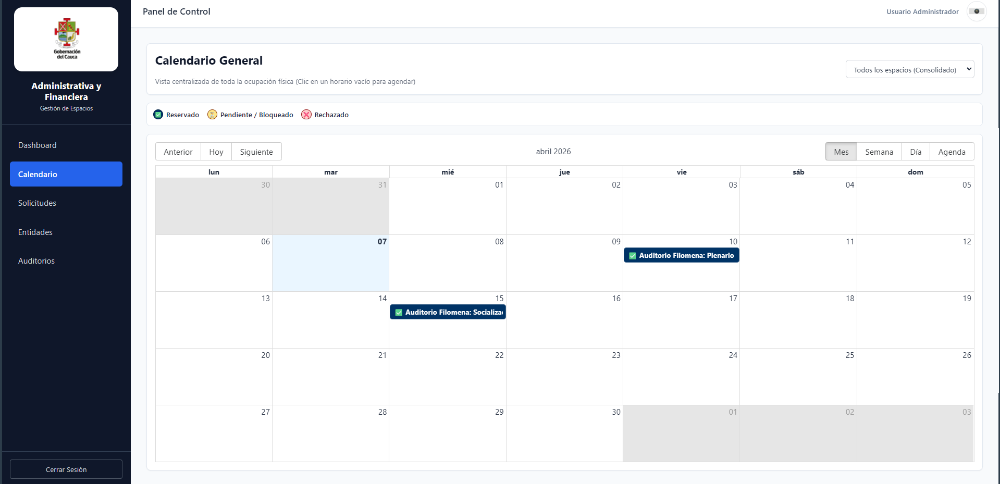 Gobernación
del Cauca
Administrativa y
Financiera
Gestión de Espacios
Dashboard
Calendario
Solicitudes
Entidades
Auditorios
Cerrar Sesión
Panel de Control
Usuario Administrador
Calendario General
Vista centralizada de toda la ocupación física (Clic en un horario vacío para agendar)
Todos los espacios (Consolidado)
Reservado Pendiente / Bloqueado Rechazado
Anterior Hoy Siguiente abril 2026 Mes Semana Día Agenda
lun mar mié jue vie sáb dom
30 31 01 02 03 04 05
06 07 08 09 10 11 12
Auditorio Filomena: Plenario
13 14 15 16 17 18 19
Auditorio Filomena: Socializa
20 21 22 23 24 25 26
27 28 29 30 01 02 03